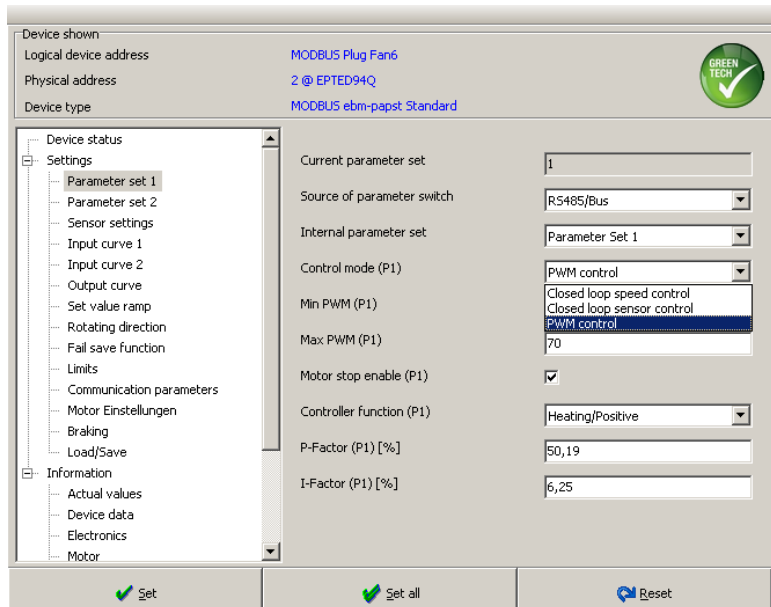 Device shown
Logical device address MODBUS Plug Fan6
Physical address 2 @ EPTED94Q
Device type MODBUS ebm-papst Standard
GREEN
TECH
Device status
Settings
Parameter set 1
Parameter set 2
Sensor settings
Input curve 1
Input curve 2
Output curve
Set value ramp
Rotating direction
Fail save function
Limits
Communication parameters
Motor Einstellungen
Braking
Load/Save
Information
Actual values
Device data
Electronics
Motor
Current parameter set 1
Source of parameter switch RS485/Bus
Internal parameter set Parameter Set 1
Control mode (P1) PWM control
Closed loop speed control
Closed loop sensor control
PWM control
Min PWM (P1)
Max PWM (P1) 70
Motor stop enable (P1)
Controller function (P1) Heating/Positive
P-Factor (P1) [%] 50,19
I-Factor (P1) [%] 6,25
Set Set all Reset